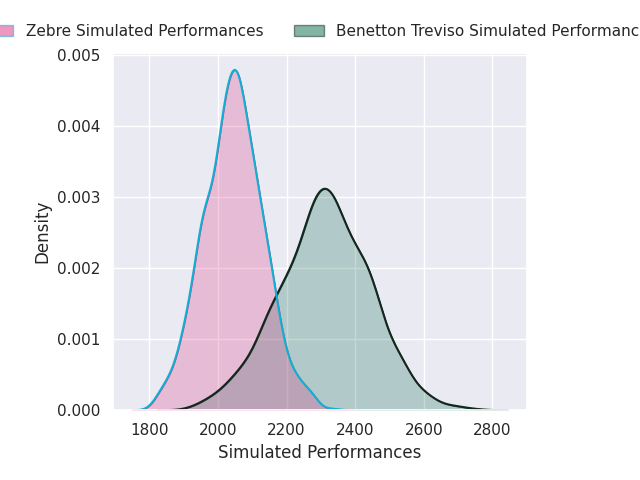 Zebre Simulated Performances Benetton Treviso Simulated Performanc
0.005
0.004
0.003
0.002
0.001
0.000
Density
1800 2000 2200 2400 2600 2800
Simulated Performances